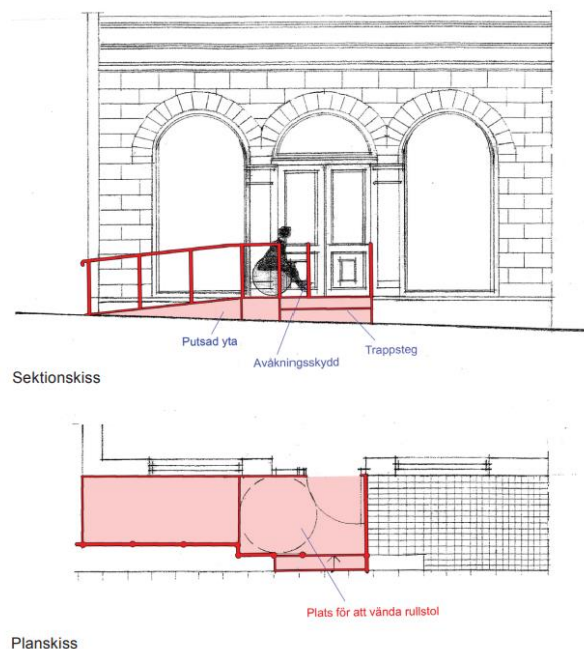 Putsad yta
Avåkningsskydd
Trappsteg
Sektionskiss
Plats för att vända rullstol
Planskiss